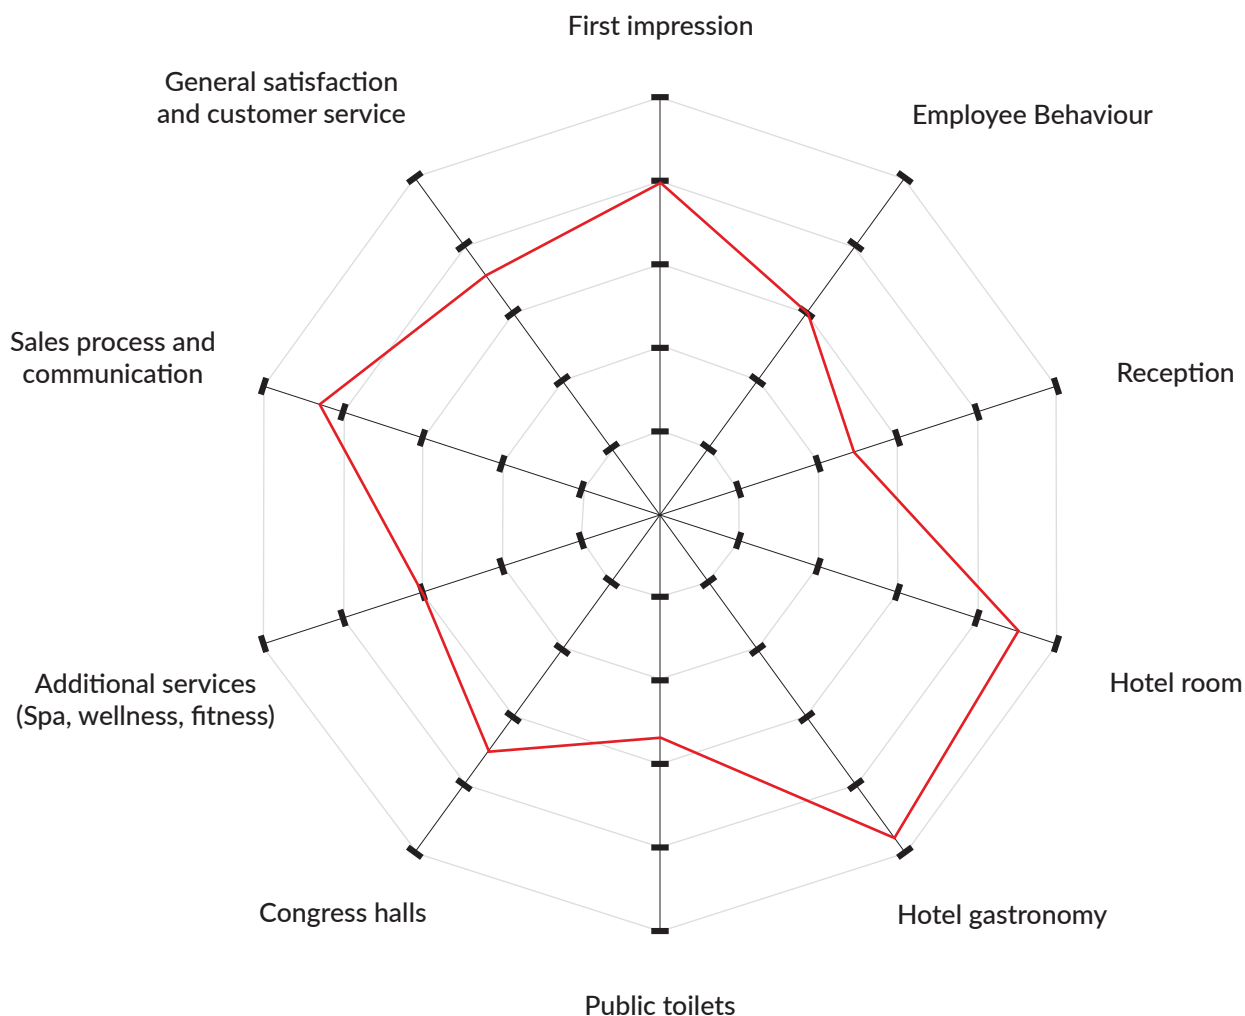 First impression
General satisfaction
and customer service
Employee Behaviour
Sales process and
communication
Reception
Additional services
(Spa, wellness, fitness)
Hotel room
Congress halls
Hotel gastronomy
Public toilets